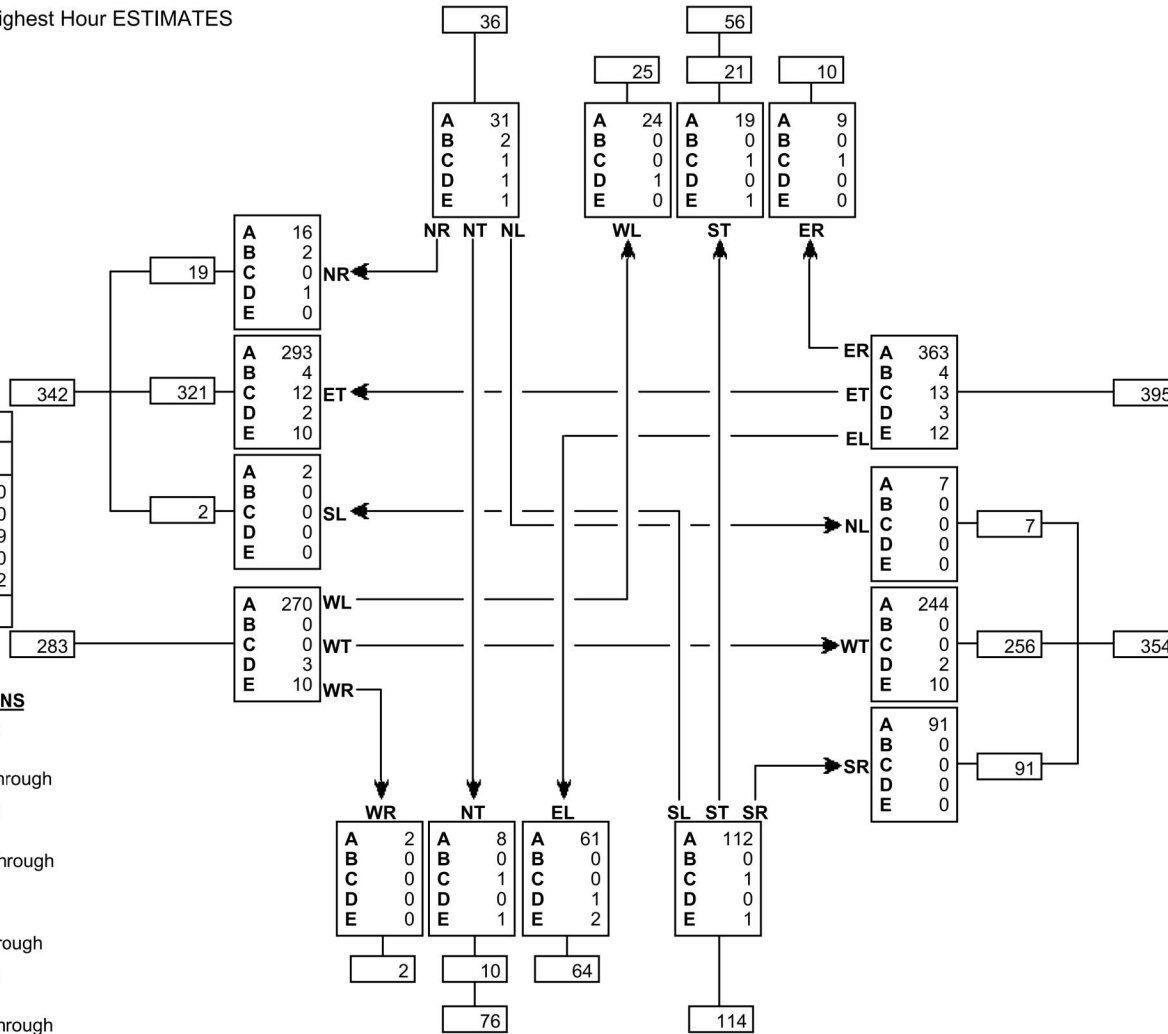 ighest Hour ESTIMATES
36
56
25
21
10
A 31
B 2
C 1
D 1
E 1
A 24
B 0
C 0
D 1
E 0
A 19
B 0
C 1
D 0
E 1
A 9
B 0
C 1
D 0
E 0
NR NT NL
WL
ST
ER
19
A 16
B 2
C 0
D 1
E 0
NR
342
321
A 293
B 4
C 12
D 2
E 10
ET
2
A 2
B 0
C 0
D 0
E 0
SL
ER
ET
EL
A 363
B 4
C 13
D 3
E 12
395
NL
A 7
B 0
C 0
D 0
E 0
7
0
0
9
0
2
283
A 270
B 0
C 0
D 3
E 10
WL
WT
WR
WT
A 244
B 0
C 0
D 2
E 10
256
354
SR
A 91
B 0
C 0
D 0
E 0
91
NS
hrough
hrough
rough
hrough
WR
NT
EL
SL ST SR
A 2
B 0
C 0
D 0
E 0
A 8
B 0
C 1
D 0
E 1
A 61
B 0
C 0
D 1
E 2
A 112
B 0
C 1
D 0
E 1
2
10
64
76
114